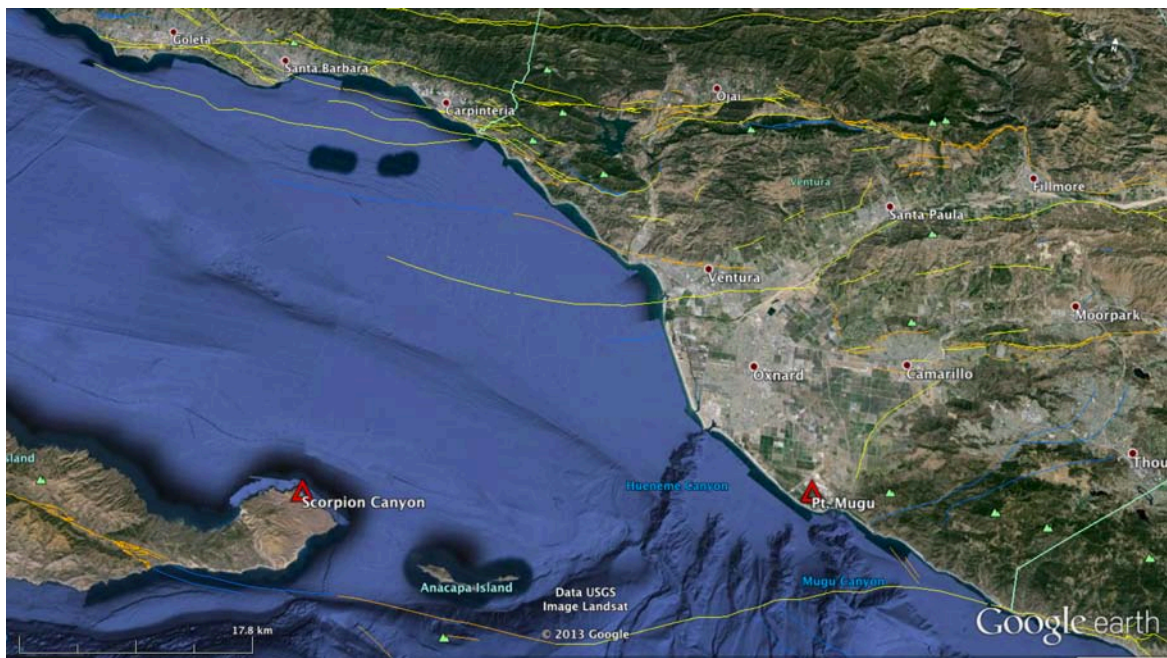 Goleta
Santa Barbara
Carpinteria
Ojai
N
Ventura
Fillmore
Santa Paula
Ventura
Moorpark
Oxnard
Camarillo
sland
Thou
Hueneme Canyon
Scorpion Canyon
Pt. Mugu
Anacapa Island
Mugu Canyon
Data USGS
Image Landsat
© 2013 Google
17.8 km
Google earth